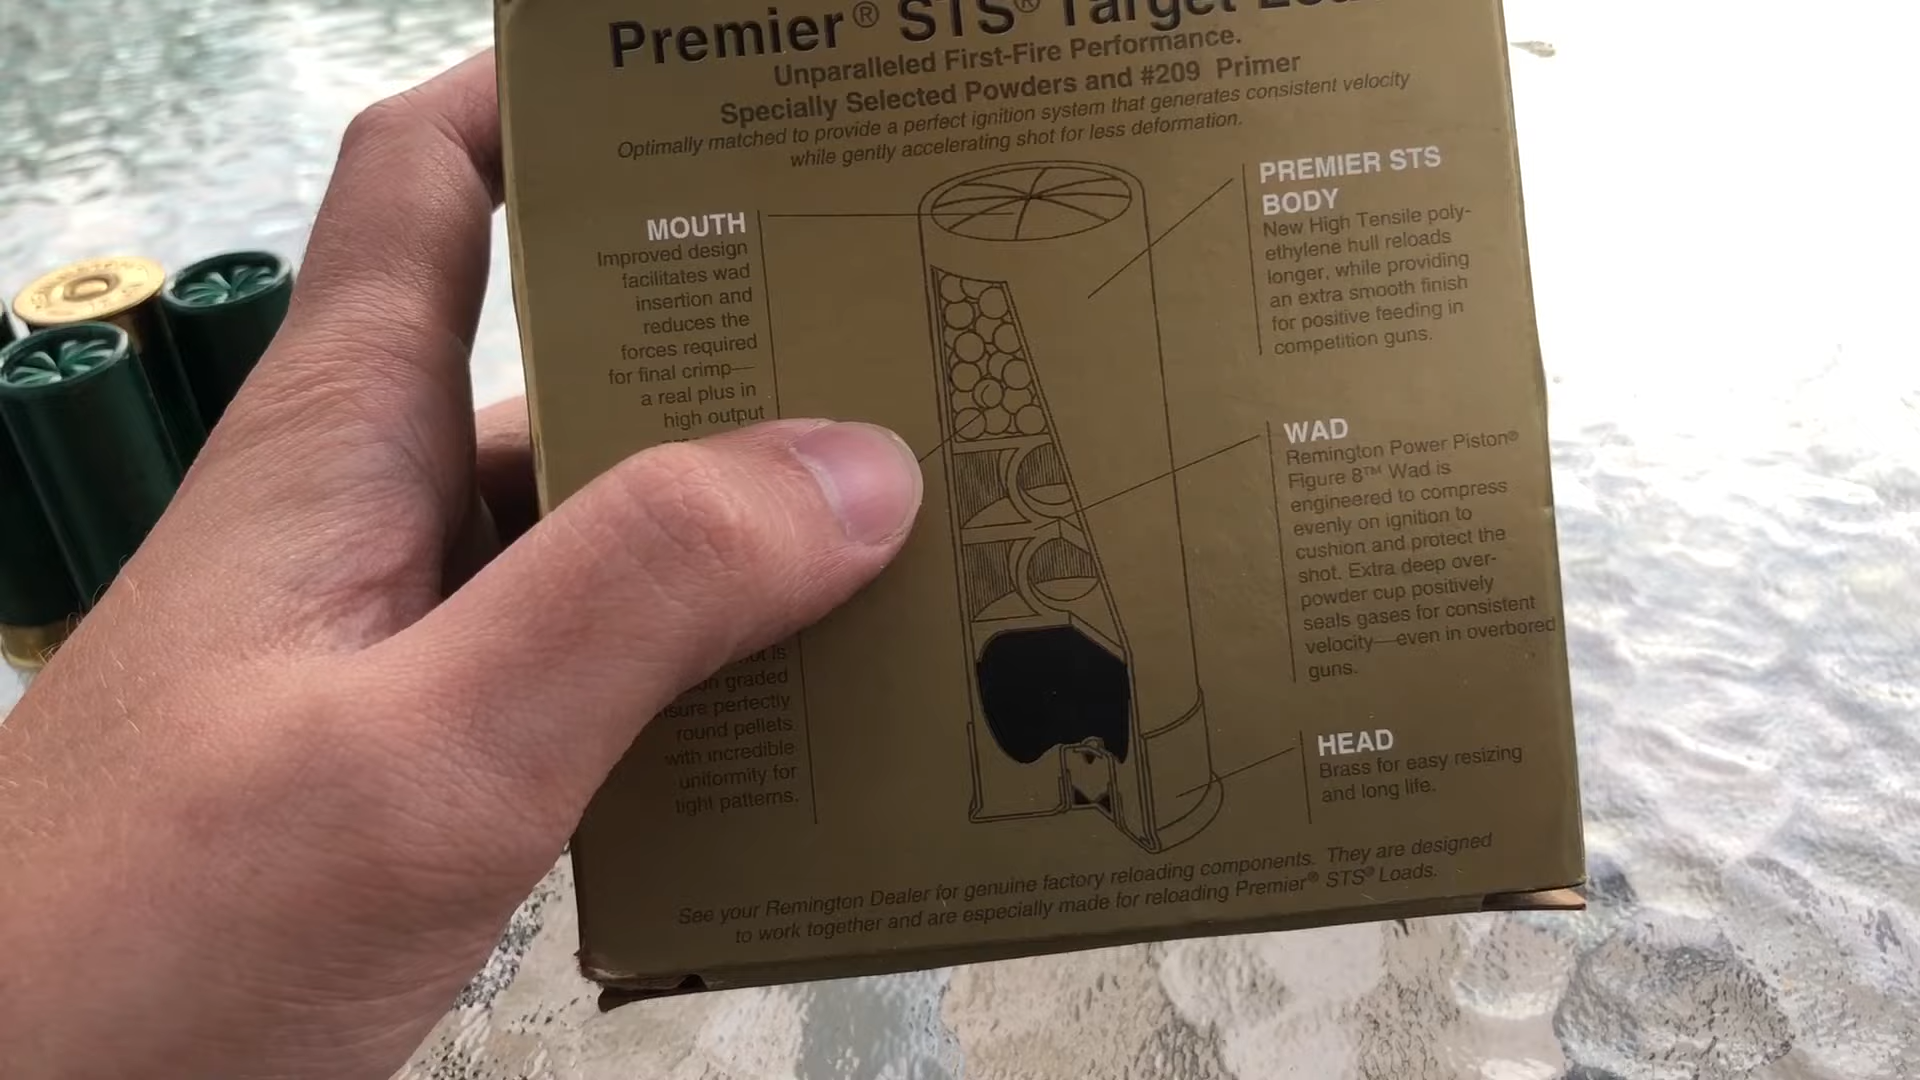 Premier® STS® Target
Unparalleled First-Fire Performance.
Specially Selected Powders and #209 Primer
Optimally matched to provide a perfect ignition system that generates consistent velocity
while gently accelerating shot for less deformation.
MOUTH
Improved design
facilitates wad
insertion and
reduces the
forces required
for final crimp—
a real plus in
high output
is
graded
perfectly
round pellets
with incredible
uniformity for
tight patterns.
PREMIER STS
BODY
New High Tensile poly-
ethylene hull reloads
longer, while providing
an extra smooth finish
for positive feeding in
competition guns.
WAD
Remington Power Piston®
Figure 8™ Wad is
engineered to compress
evenly on ignition to
cushion and protect the
shot. Extra deep over-
powder cup positively
seals gases for consistent
velocity—even in overbored
guns.
HEAD
Brass for easy resizing
and long life.
See your Remington Dealer for genuine factory reloading components. They are designed
to work together and are especially made for reloading Premier® STS® Loads.